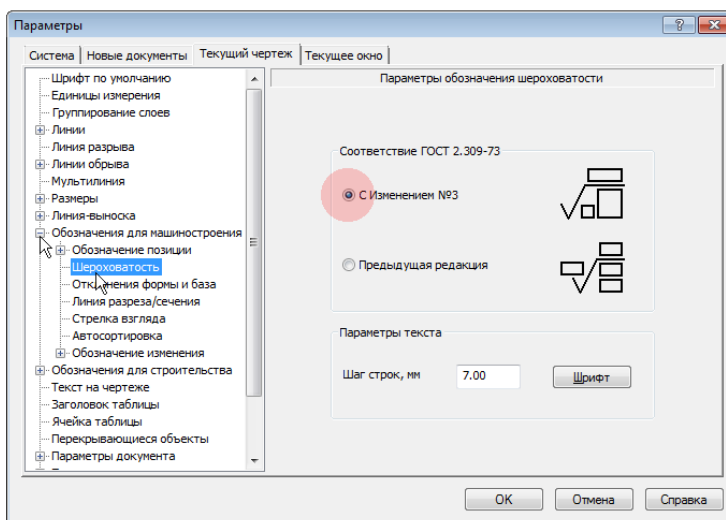 Параметры
Система Новые документы Текущий чертеж Текущее окно
Шрифт по умолчанию
Единицы измерения
Группирование слоев
Линии
Линия разрыва
Линии обрыва
Мультилиния
Размеры
Линия-выноска
Обозначения для машиностроения
Обозначение позиции
Шероховатость
Отклонения формы и база
Линия разреза/сечения
Стрелка взгляда
Автосортировка
Обозначение изменения
Обозначения для строительства
Текст на чертеже
Заголовок таблицы
Ячейка таблицы
Перекрывающиеся объекты
Параметры документа
Параметры обозначения шероховатости
Соответствие ГОСТ 2.309-73
С Изменением №3
Предыдущая редакция
Параметры текста
Шаг строк, мм 7.00 Шрифт
OK Отмена Справка